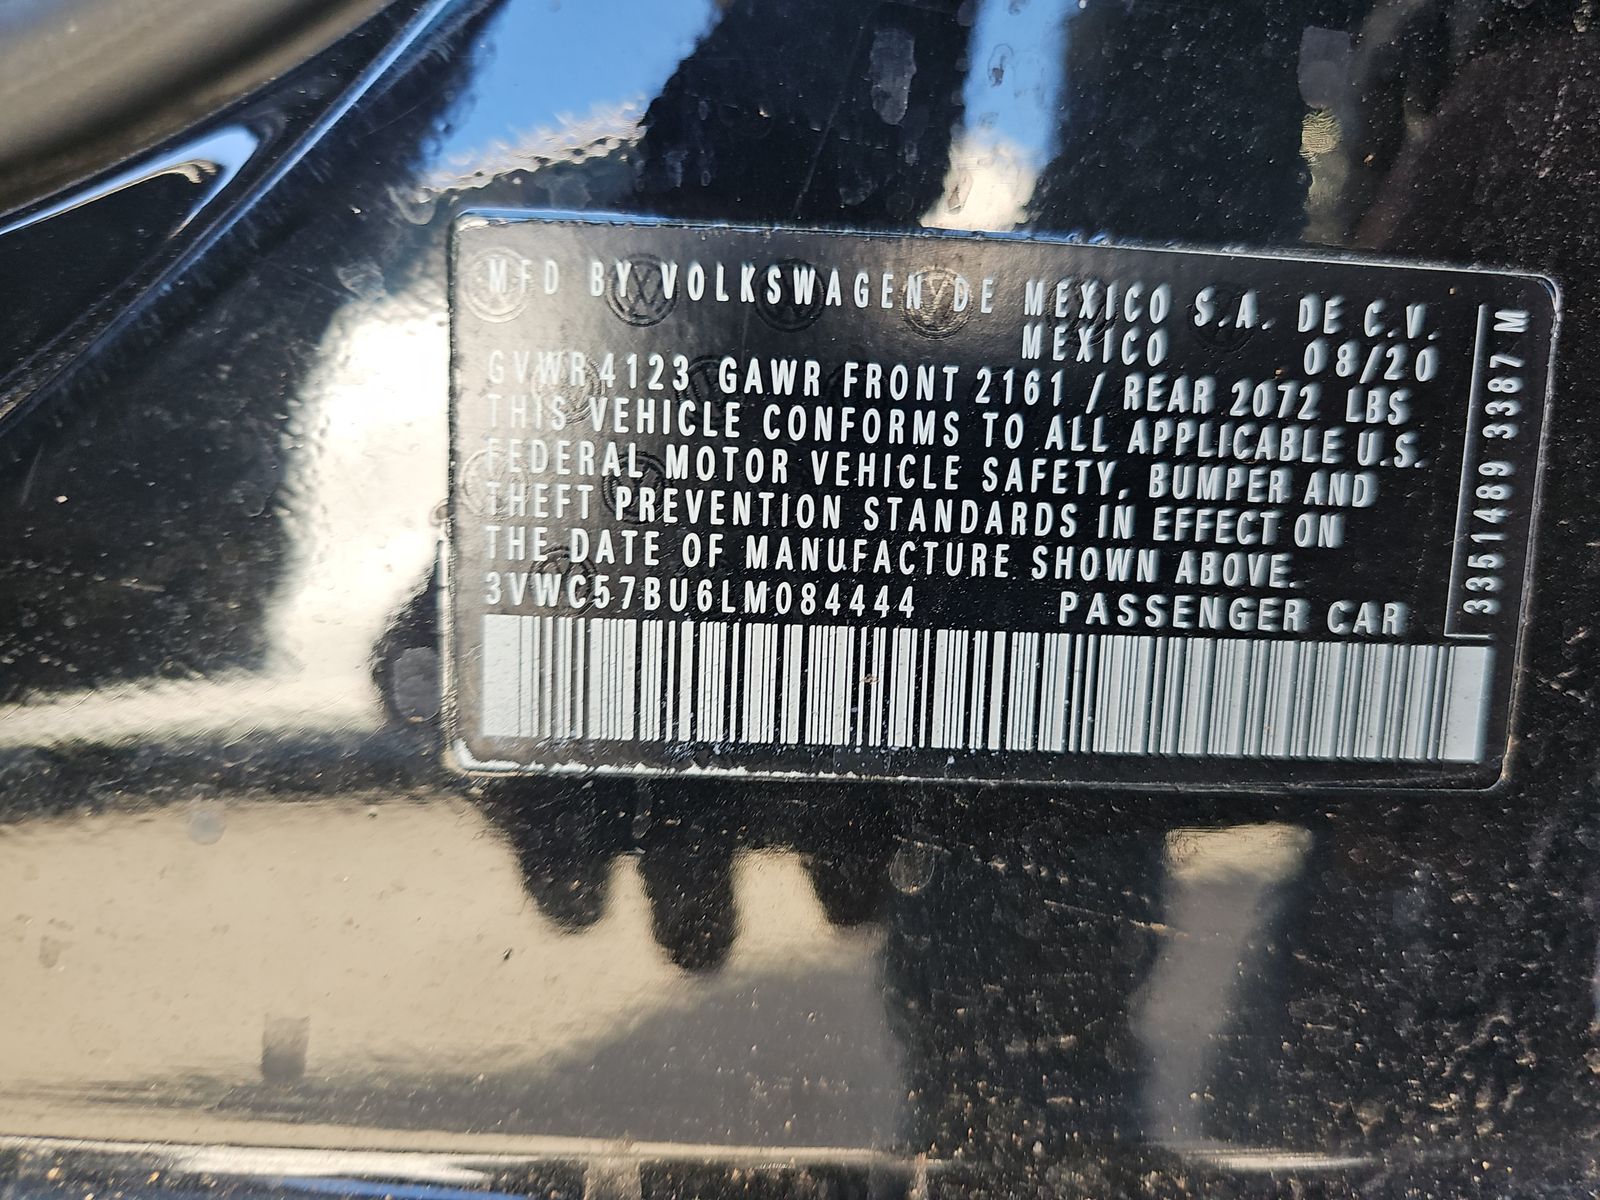 MFD BY VOLKSWAGEN DE MEXICO S.A. DE C.V.
MEXICO 08/20
GVWR 4123 GAWR FRONT 2161 / REAR 2072 LBS
THIS VEHICLE CONFORMS TO ALL APPLICABLE U.S.
FEDERAL MOTOR VEHICLE SAFETY, BUMPER AND
THEFT PREVENTION STANDARDS IN EFFECT ON
THE DATE OF MANUFACTURE SHOWN ABOVE.
3VWC57BU6LM084444 PASSENGER CAR
3351489 3387 M